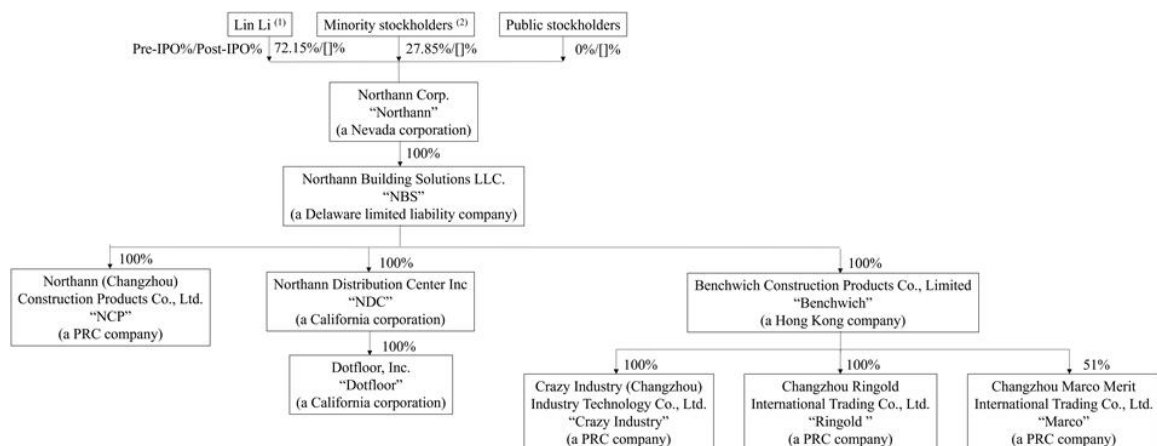 Lin Li (1)
Minority stockholders (2)
Public stockholders
Pre-IPO%/Post-IPO%
72.15%/[]%
27.85%/[]%
0%/[]%
Northann Corp.
“Northann”
(a Nevada corporation)
100%
Northann Building Solutions LLC.
“NBS”
(a Delaware limited liability company)
100%
100%
100%
Northann (Changzhou)
Construction Products Co., Ltd.
“NCP”
(a PRC company)
Northann Distribution Center Inc
“NDC”
(a California corporation)
Benchwich Construction Products Co., Limited
“Benchwich”
(a Hong Kong company)
100%
Dotfloor, Inc.
“Dotfloor”
(a California corporation)
100%
100%
51%
Crazy Industry (Changzhou)
Industry Technology Co., Ltd.
“Crazy Industry”
(a PRC company)
Changzhou Ringold
International Trading Co., Ltd.
“Ringold ”
(a PRC company)
Changzhou Marco Merit
International Trading Co., Ltd.
“Marco”
(a PRC company)